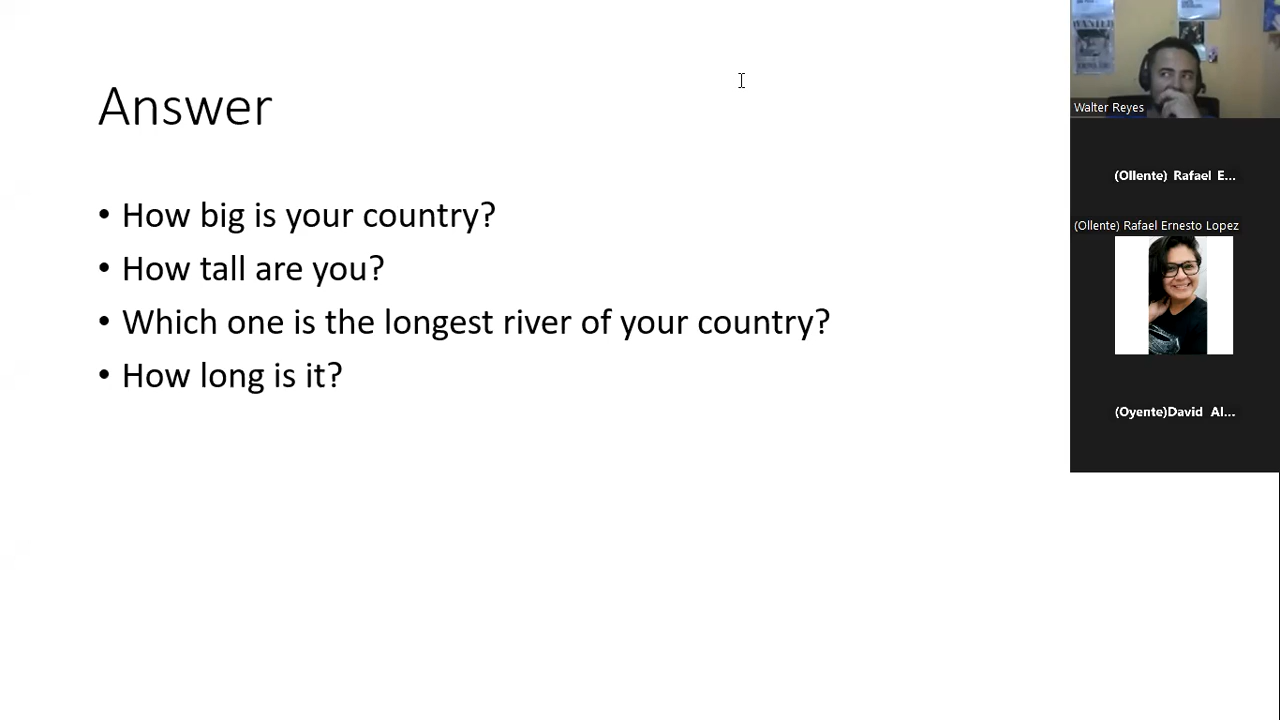 Answer
• How big is your country?
• How tall are you?
• Which one is the longest river of your country?
• How long is it?
WANTED
Walter Reyes
(Ollente) Rafael E...
(Ollente) Rafael Ernesto Lopez
(Oyente)David Al...